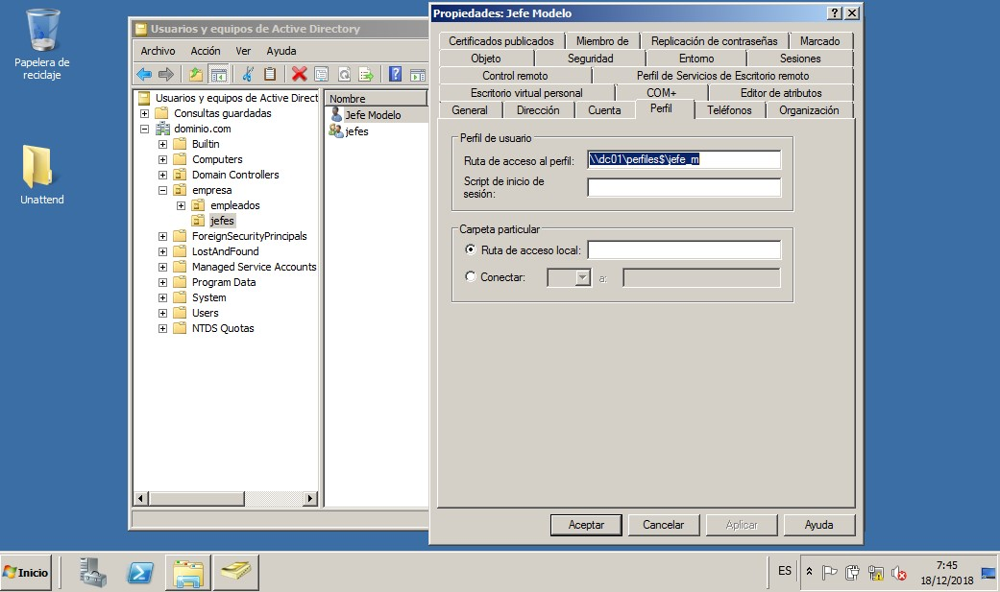 Papelera de
reciclaje
Unattend
Usuarios y equipos de Active Directory
Archivo Acción Ver Ayuda
Usuarios y equipos de Active Direct
Consultas guardadas
dominio.com
Builtin
Computers
Domain Controllers
empresa
empleados
jefes
ForeignSecurityPrincipals
LostAndFound
Managed Service Accounts
Program Data
System
Users
NTDS Quotas
Nombre
Jefe Modelo
jefes
Propiedades: Jefe Modelo
Certificados publicados Miembro de Replicación de contraseñas Marcado
Objeto Seguridad Entorno Sesiones
Control remoto Perfil de Servicios de Escritorio remoto
Escritorio virtual personal COM+ Editor de atributos
General Dirección Cuenta Perfil Teléfonos Organización
Perfil de usuario
Ruta de acceso al perfil: \\dc01\perfiles$\jefe_m
Script de inicio de
sesión:
Carpeta particular
Ruta de acceso local:
Conectar: a:
Aceptar Cancelar Aplicar Ayuda
Inicio
ES
7:45
18/12/2018